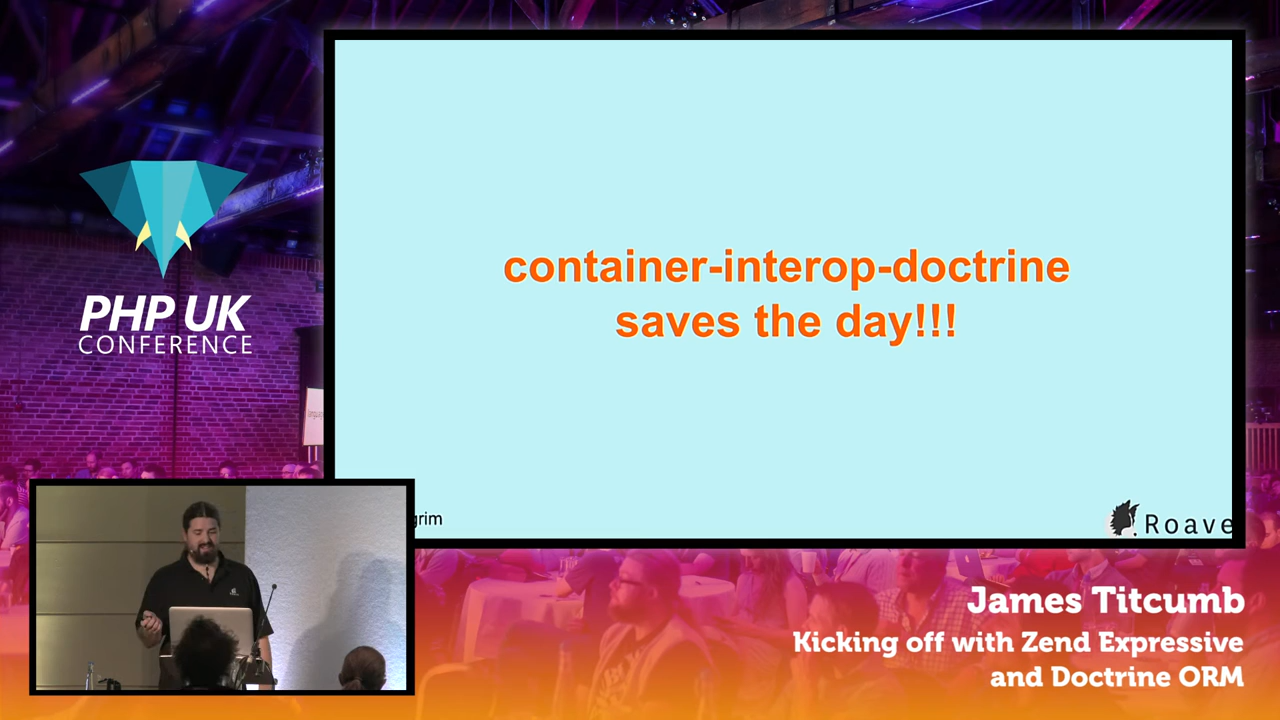 PHP UK
CONFERENCE
container-interop-doctrine
saves the day!!!
grim
Roave
James Titcumb
Kicking off with Zend Expressive
and Doctrine ORM